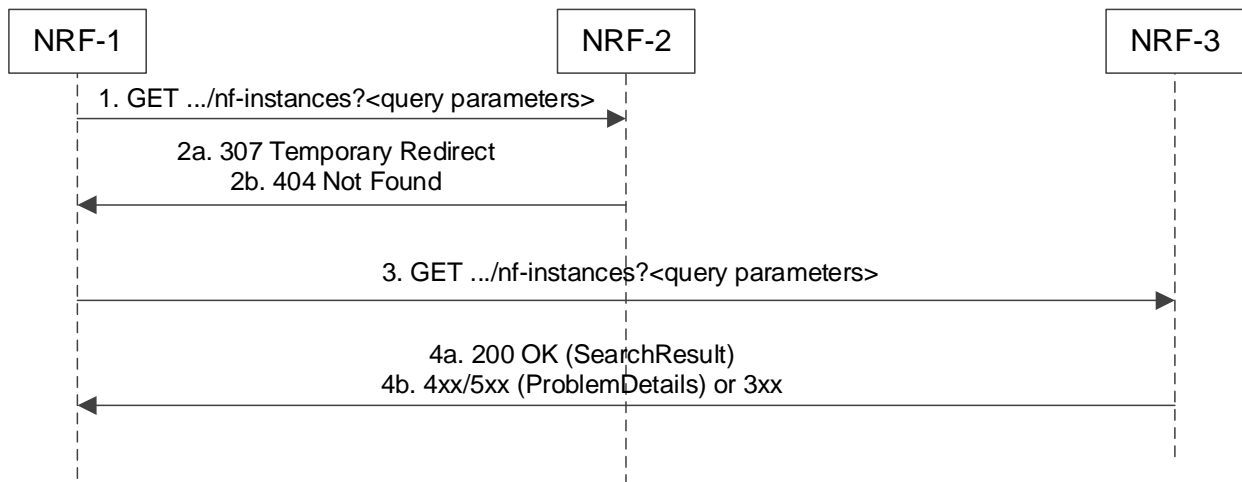 NRF-1
NRF-2
NRF-3
1. GET .../nf-instances?<query parameters>
2a. 307 Temporary Redirect
2b. 404 Not Found
3. GET .../nf-instances?<query parameters>
4a. 200 OK (SearchResult)
4b. 4xx/5xx (ProblemDetails) or 3xx